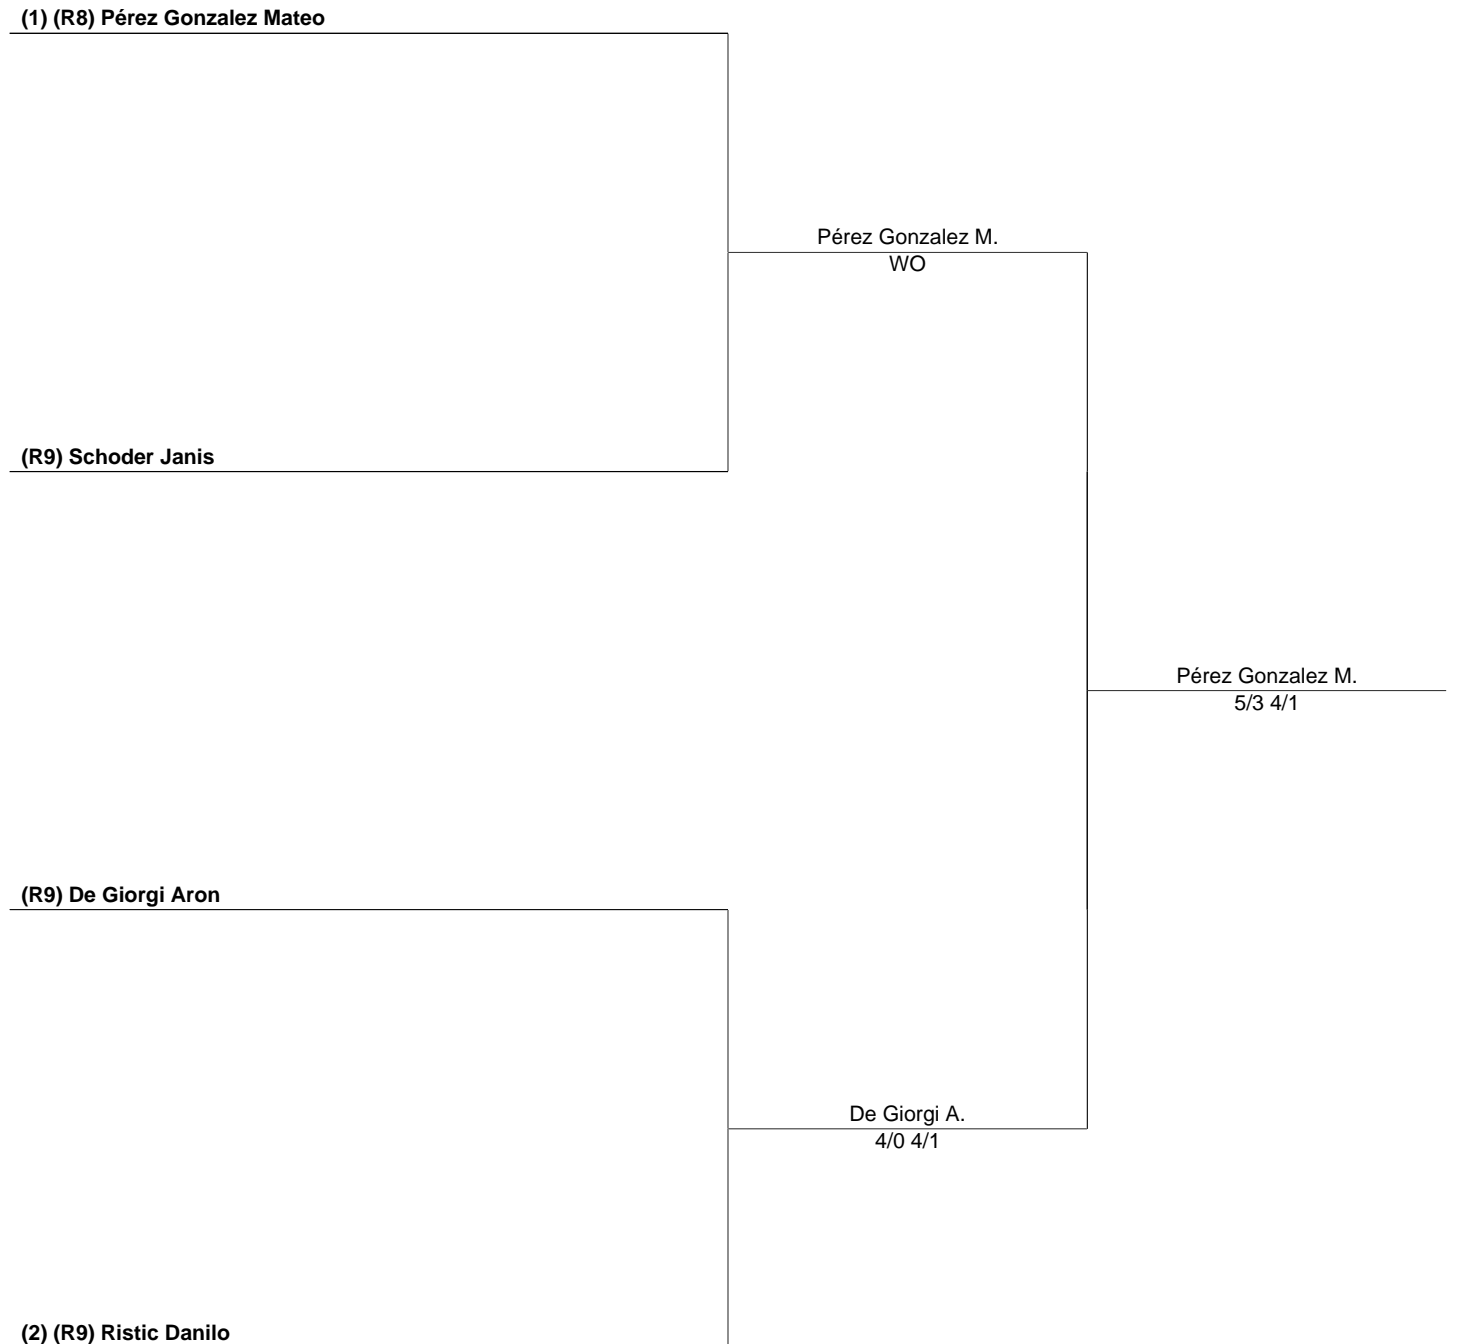 (1) (R8) Pérez Gonzalez Mateo
Pérez Gonzalez M.
WO
(R9) Schoder Janis
Pérez Gonzalez M.
5/3 4/1
(R9) De Giorgi Aron
De Giorgi A.
4/0 4/1
(2) (R9) Ristic Danilo